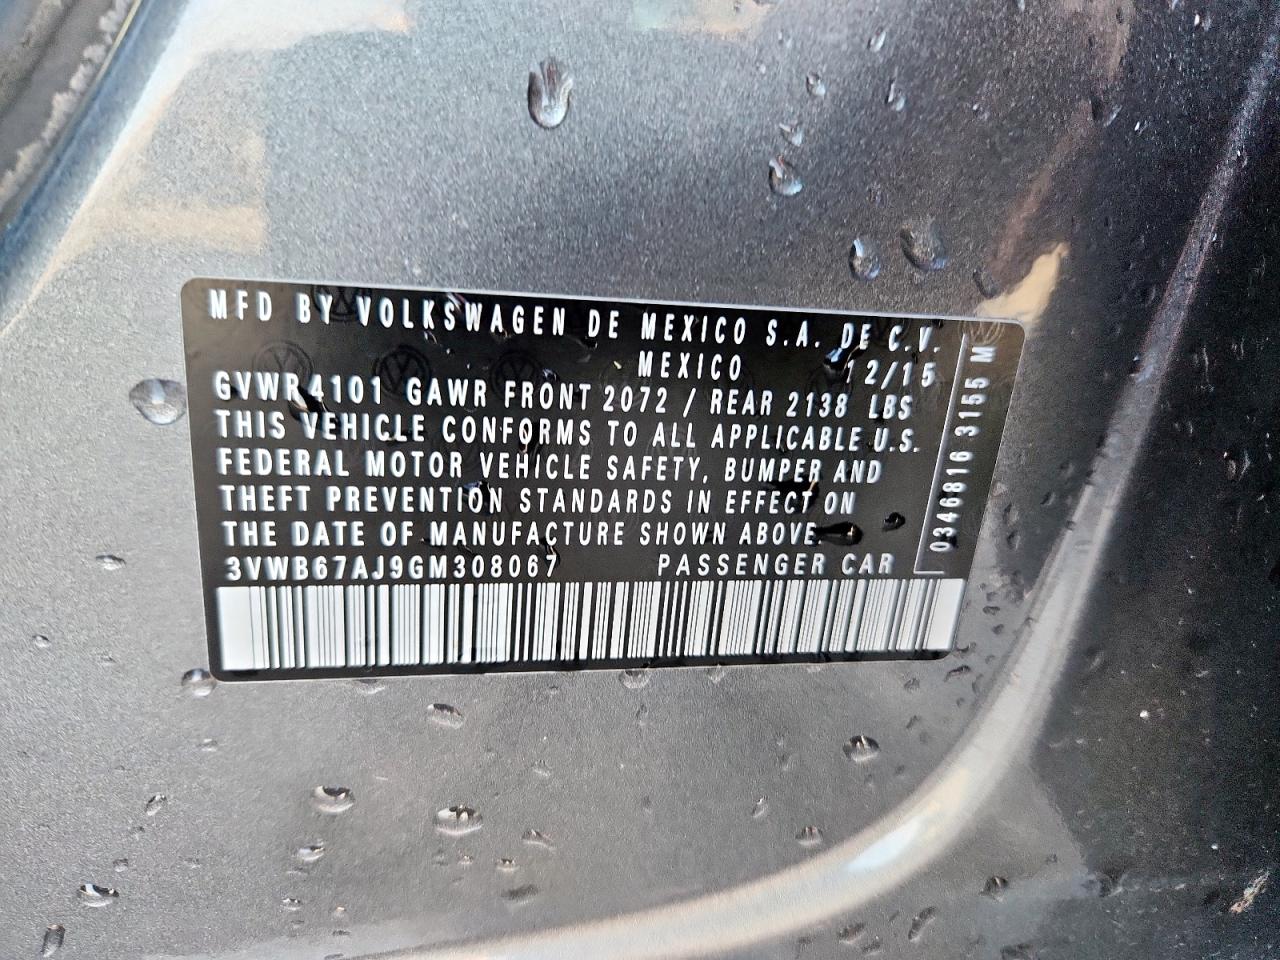 MFD BY VOLKSWAGEN DE MEXICO S.A. DE C.V.
MEXICO 12/15
GVWR 4101 GAWR FRONT 2072 / REAR 2138 LBS
THIS VEHICLE CONFORMS TO ALL APPLICABLE U.S.
FEDERAL MOTOR VEHICLE SAFETY, BUMPER AND
THEFT PREVENTION STANDARDS IN EFFECT ON
THE DATE OF MANUFACTURE SHOWN ABOVE.
3VWB67AJ9GM308067 PASSENGER CAR
0346816 3155 M